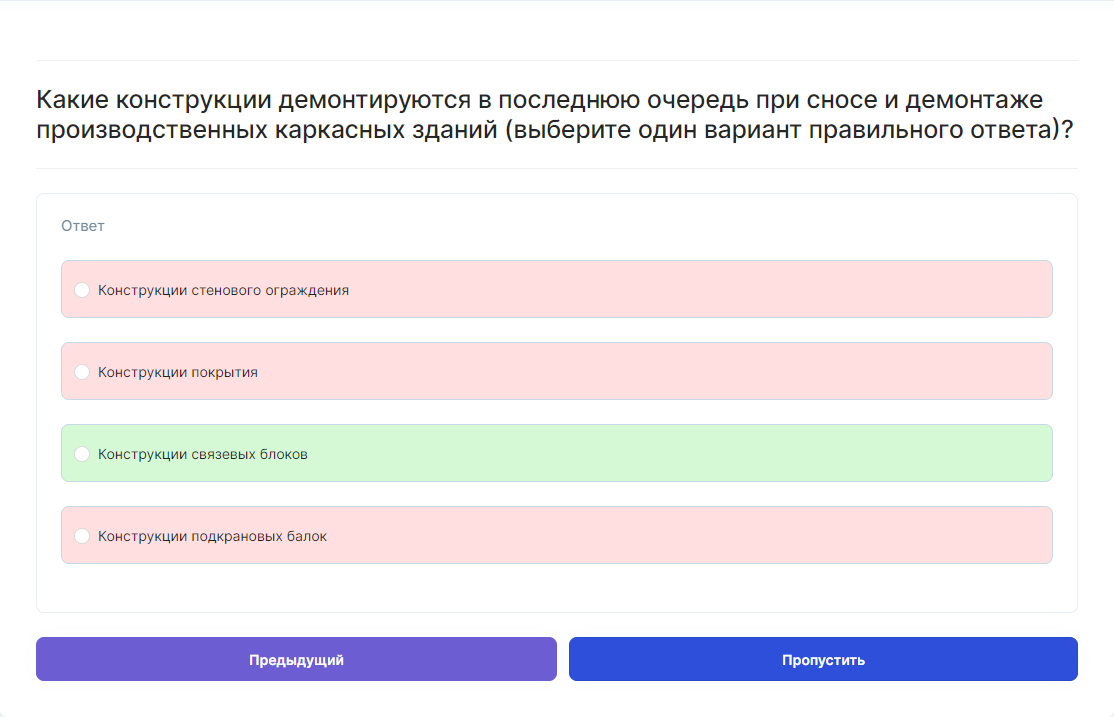 Какие конструкции демонтируются в последнюю очередь при сносе и демонтаже
производственных каркасных зданий (выберите один вариант правильного ответа)?
Ответ
Конструкции стенового ограждения
Конструкции покрытия
Конструкции связевых блоков
Конструкции подкрановых балок
Предыдущий
Пропустить